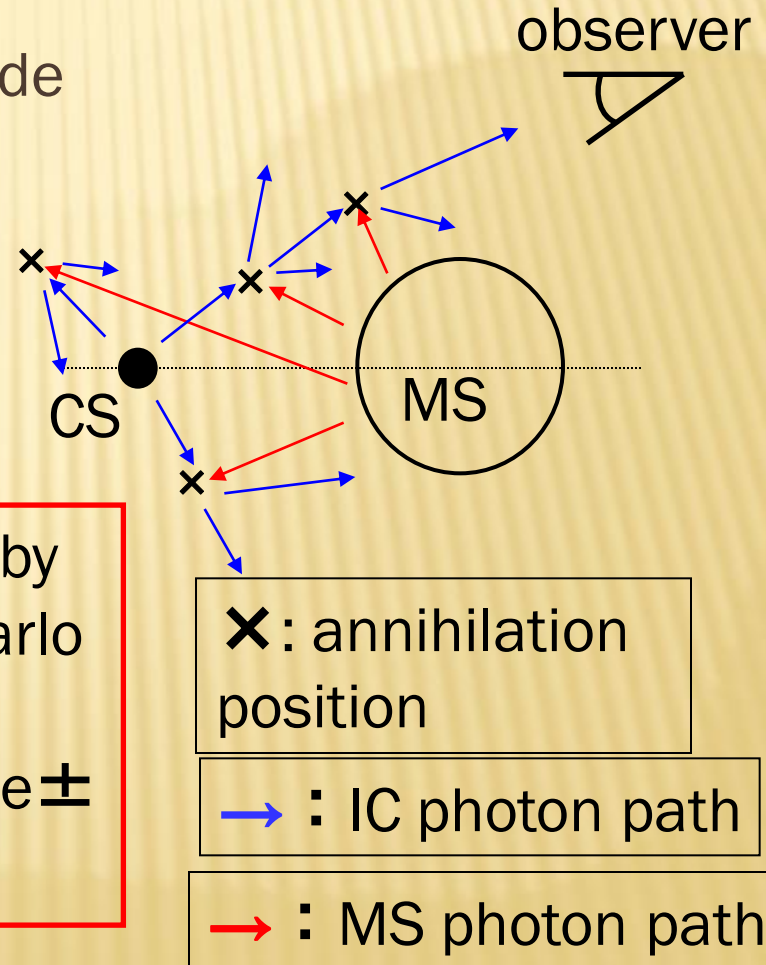 observer
de
CS
MS
by
arlo
e±
×: annihilation
position
→ : IC photon path
→ : MS photon path